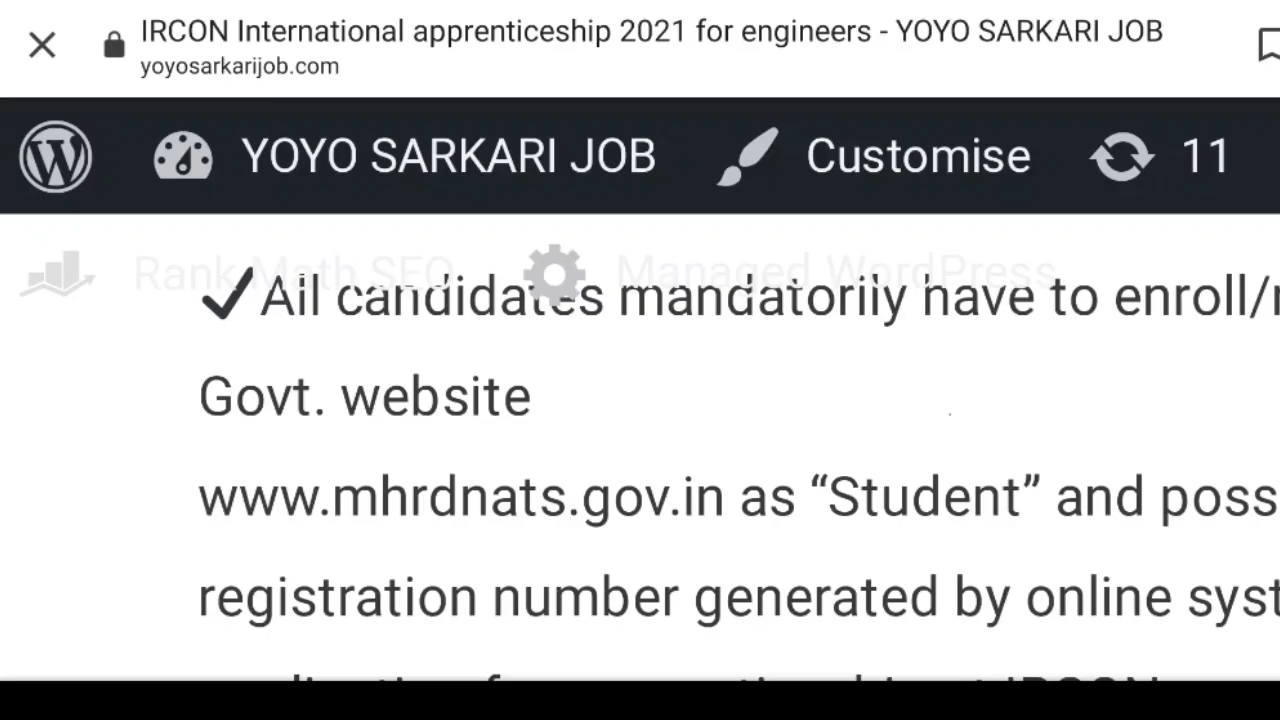 IRCON International apprenticeship 2021 for engineers - YOYO SARKARI JOB
yoyosarkarijob.com
YOYO SARKARI JOB Customise 11
Rank Math SEO Managed WordPress
✔All candidates mandatorily have to enroll/
Govt. website
www.mhrdnats.gov.in as “Student” and poss
registration number generated by online syst
IRCON